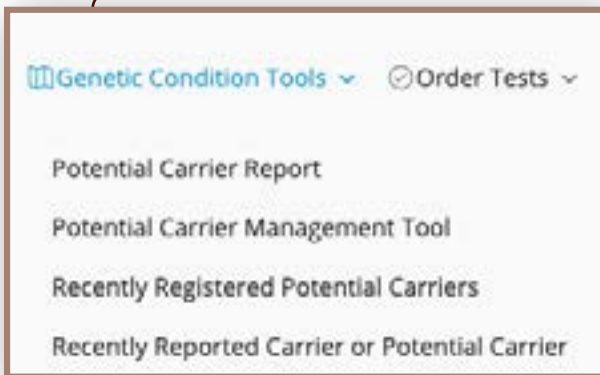 Genetic Condition Tools Order Tests
Potential Carrier Report
Potential Carrier Management Tool
Recently Registered Potential Carriers
Recently Reported Carrier or Potential Carrier